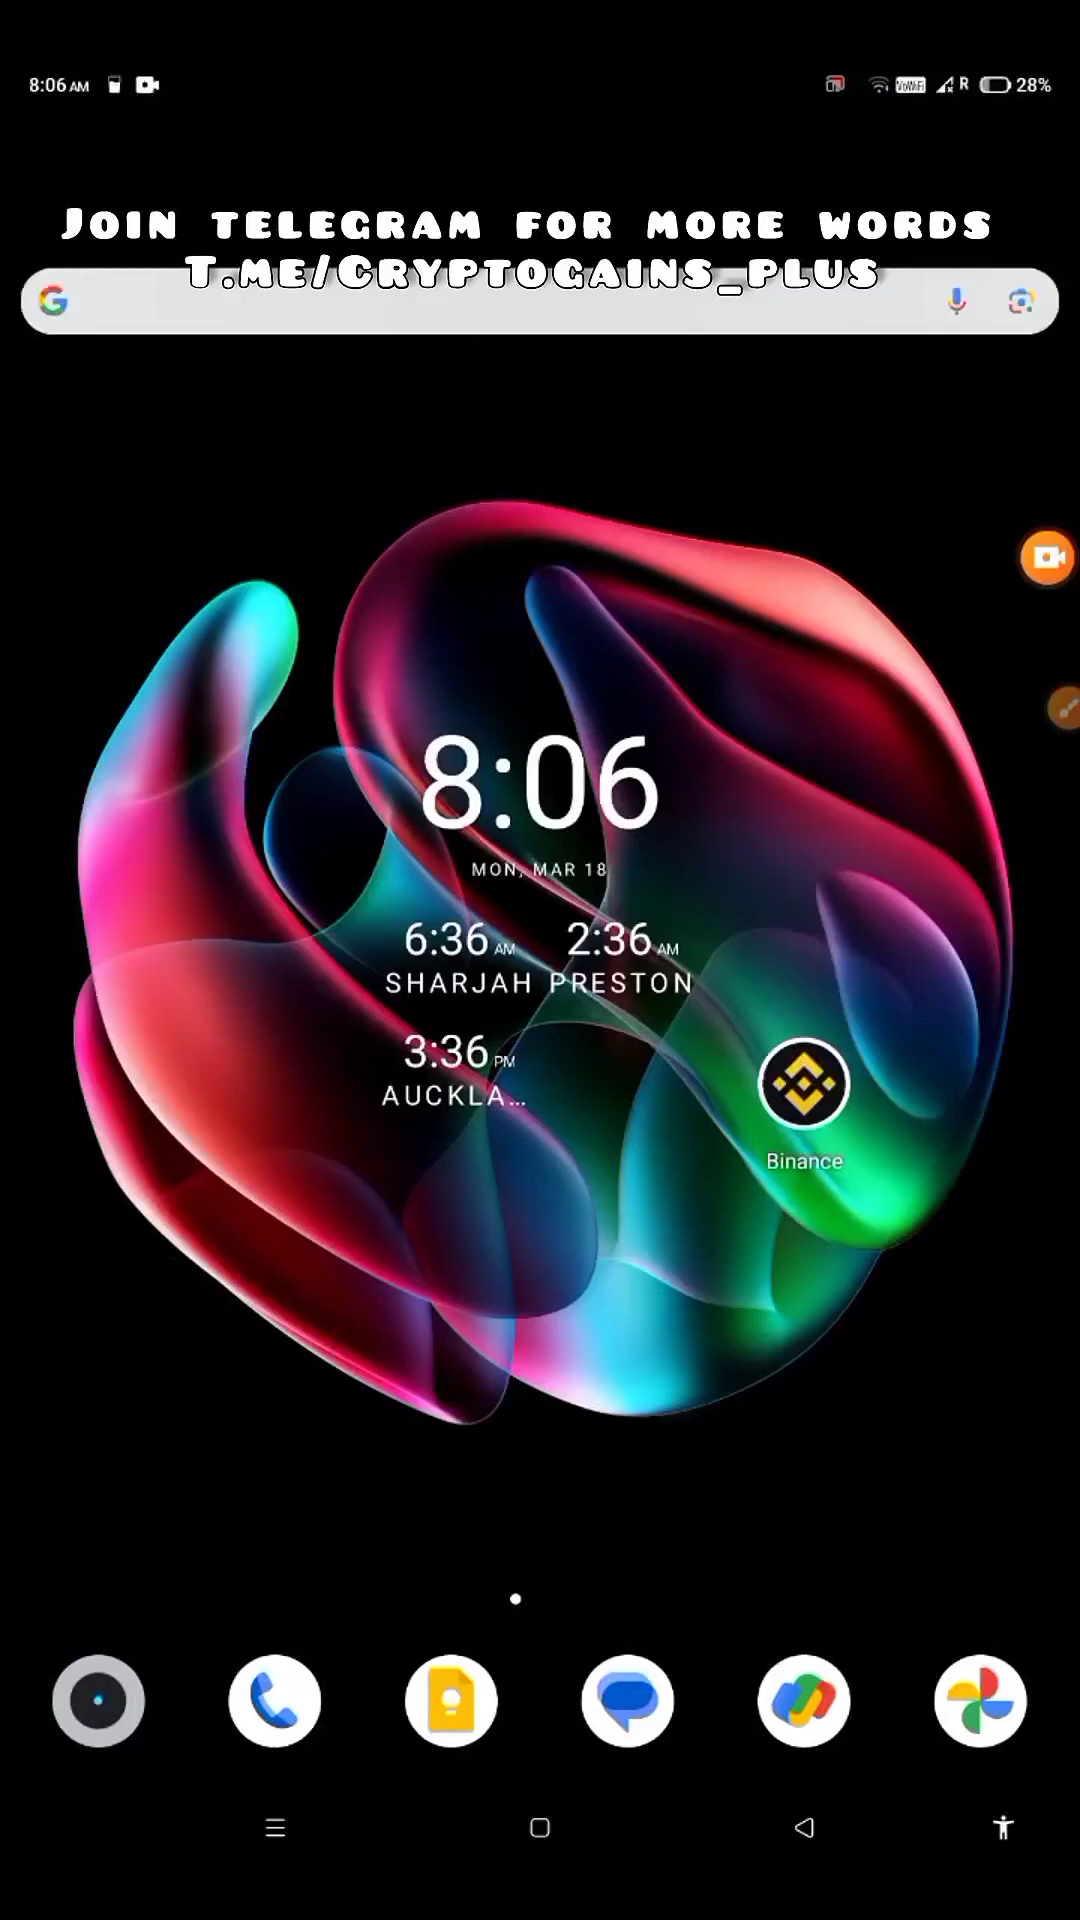 8:06 AM
VoWiFi
R
28%
JOIN TELEGRAM FOR MORE WORDS
T.ME/CRYPTOGAINS_PLUS
8:06
MON, MAR 18
6:36 AM 2:36 AM
SHARJAH PRESTON
3:36 PM
AUCKLA...
Binance